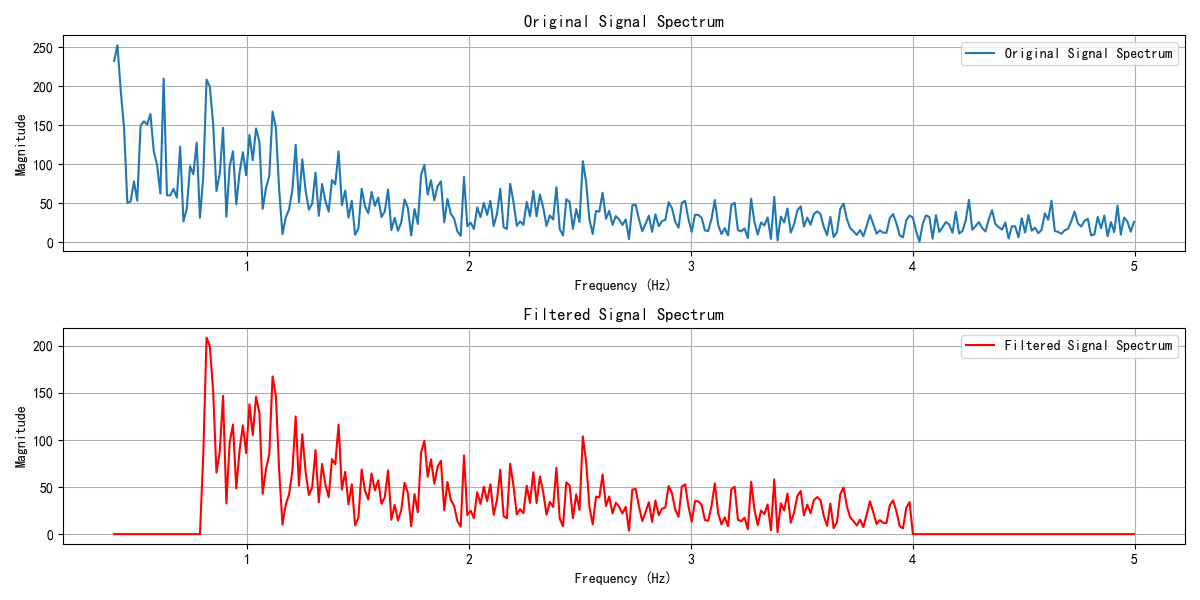 Original Signal Spectrum
250
200
150
100
50
0
Magnitude
Original Signal Spectrum
1
2
3
4
5
Frequency (Hz)
Filtered Signal Spectrum
200
150
100
50
0
Magnitude
Filtered Signal Spectrum
1
2
3
4
5
Frequency (Hz)